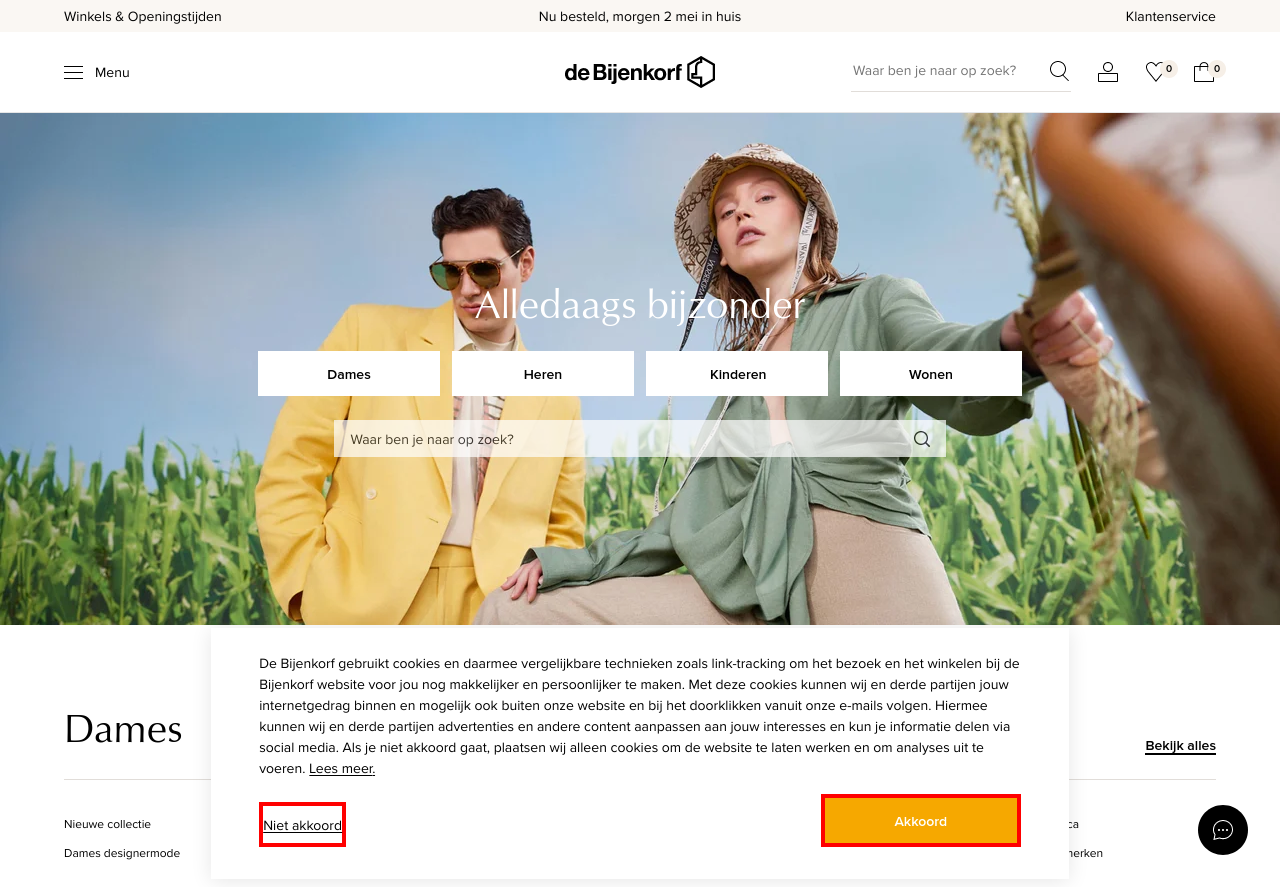 Winkels & Openingstijden
Nu besteld, morgen 2 mei in huis
Klantenservice
Menu
de Bijenkorf
Waar ben je naar op zoek?
0
0
Alledaags bijzonder
Dames
Heren
Kinderen
Wonen
Waar ben je naar op zoek?
Dames
Bekijk alles
Nieuwe collectie
Dames designermode
De Bijenkorf gebruikt cookies en daarmee vergelijkbare technieken zoals link-tracking om het bezoek en het winkelen bij de
Bijenkorf website voor jou nog makkelijker en persoonlijker te maken. Met deze cookies kunnen wij en derde partijen jouw
internetgedrag binnen en mogelijk ook buiten onze website en bij het doorklikken vanuit onze e-mails volgen. Hiermee
kunnen wij en derde partijen advertenties en andere content aanpassen aan jouw interesses en kun je informatie delen via
social media. Als je niet akkoord gaat, plaatsen wij alleen cookies om de website te laten werken en om analyses uit te
voeren. Lees meer.
Niet akkoord
Akkoord